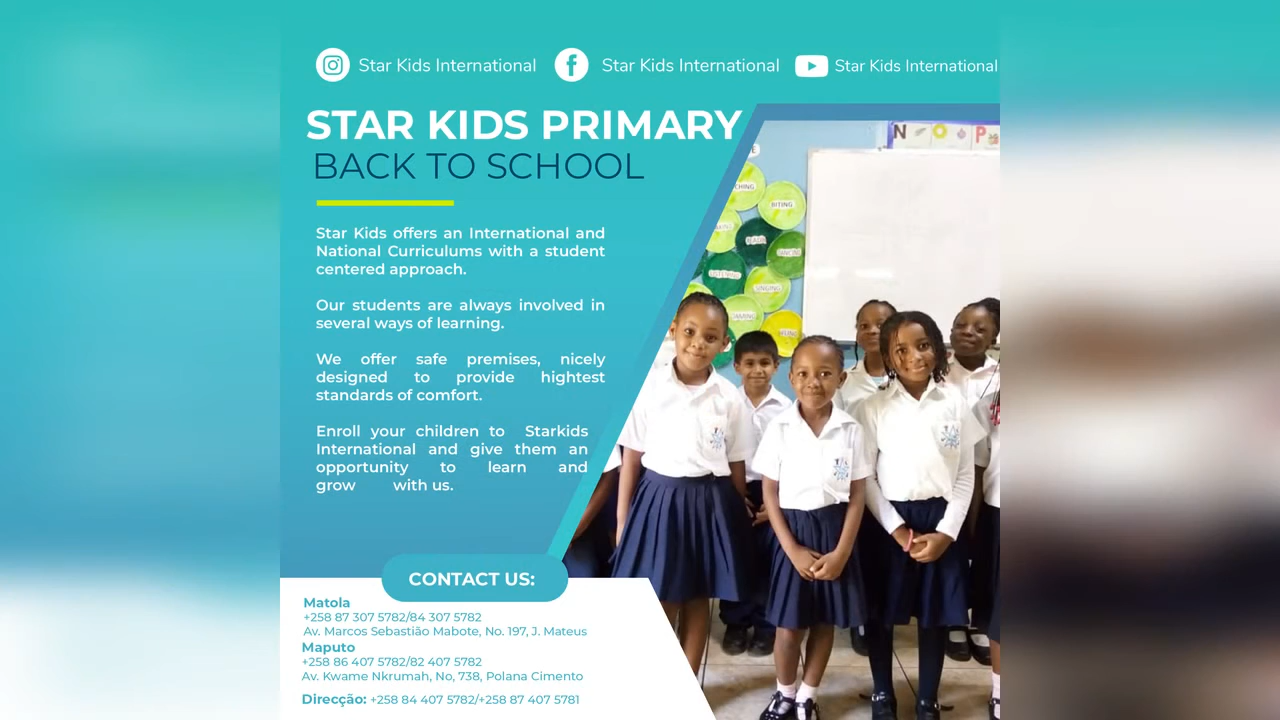 Star Kids International
Star Kids International
Star Kids International
STAR KIDS PRIMARY
BACK TO SCHOOL
Star Kids offers an International and
National Curriculums with a student
centered approach.
Our students are always involved in
several ways of learning.
We offer safe premises, nicely
designed to provide hightest
standards of comfort.
Enroll your children to Starkids
International and give them an
opportunity to learn and
grow with us.
N O P
BITING
SINGING
CONTACT US:
Matola
+258 87 307 5782/84 307 5782
Av. Marcos Sebastião Mabote, No. 197, J. Mateus
Maputo
+258 86 407 5782/82 407 5782
Av. Kwame Nkrumah, No, 738, Polana Cimento
Direcção: +258 84 407 5782/+258 87 407 5781